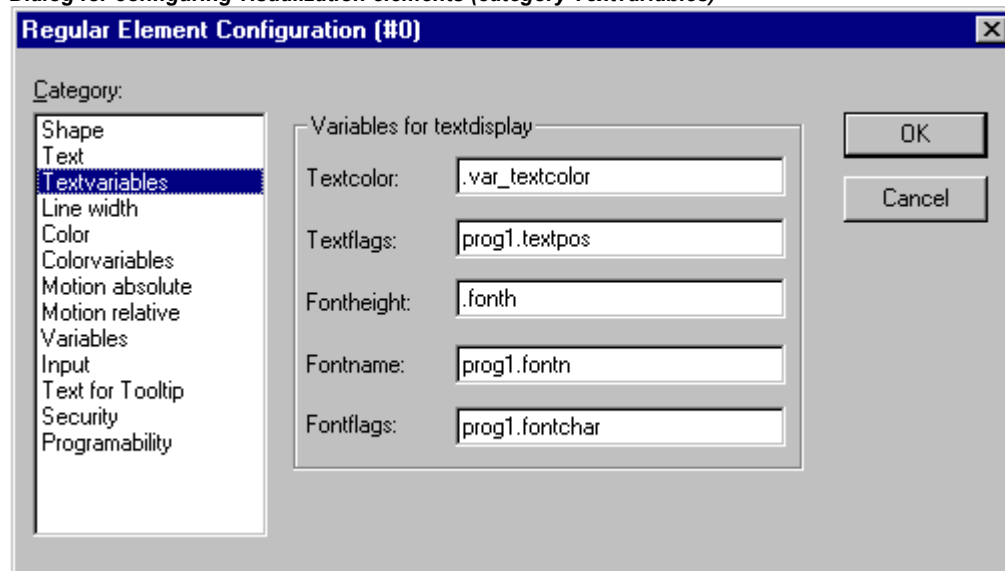 Dialog for configuring visualization elements (category Textvariables)
Regular Element Configuration (#0)
Category:
Shape
Text
Textvariables
Line width
Color
Colorvariables
Motion absolute
Motion relative
Variables
Input
Text for Tooltip
Security
Programability
Variables for textdisplay
Textcolor: .var_textcolor
Textflags: prog1.textpos
Fontheight: .fonth
Fontname: prog1.fontn
Fontflags: prog1.fontchar
OK
Cancel